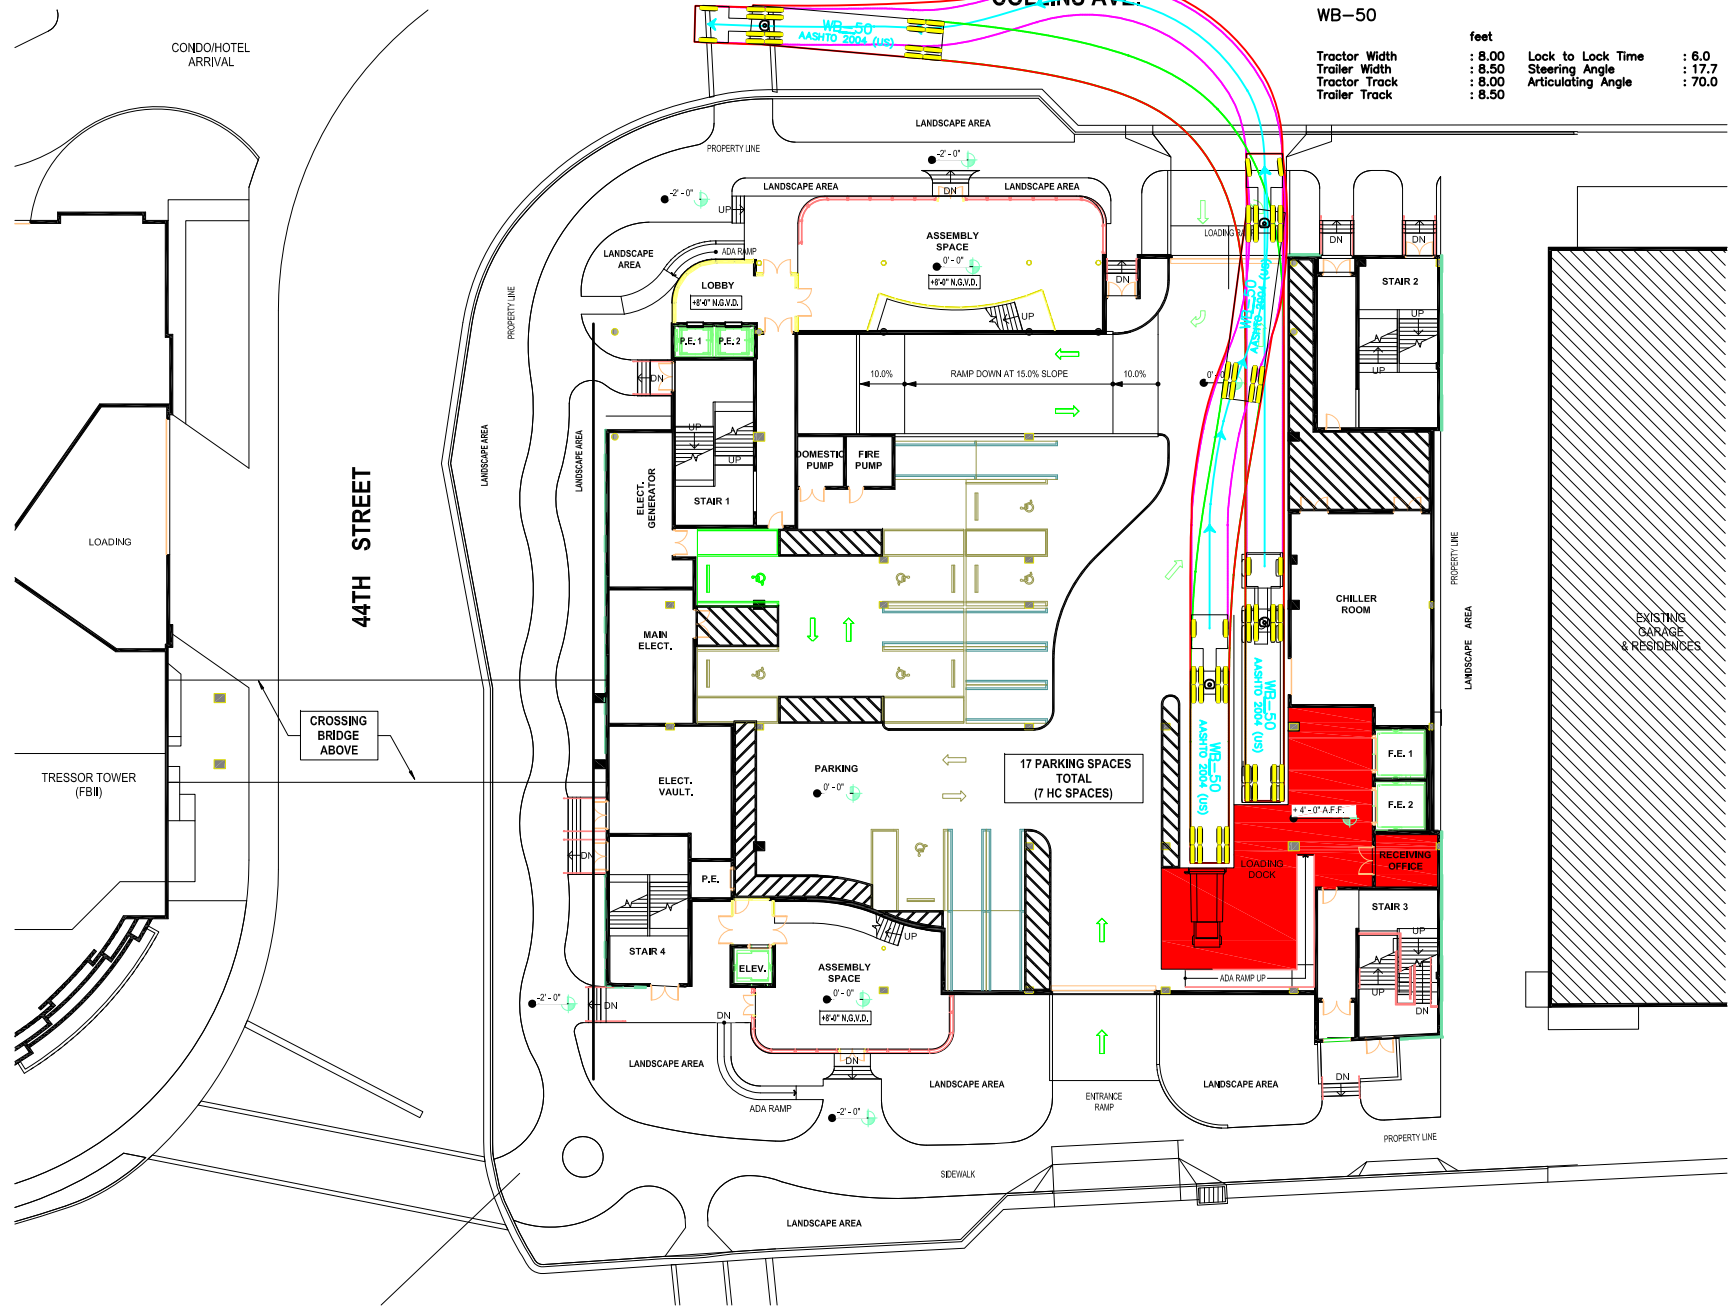 COLLINS AVE.
WB-50
feet
Tractor Width : 8.00 Lock to Lock Time : 6.0
Trailer Width : 8.50 Steering Angle : 17.7
Tractor Track : 8.00 Articulating Angle : 70.0
Trailer Track : 8.50
WB-50
AASHTO 2004 (US)
CONDO/HOTEL
ARRIVAL
LANDSCAPE AREA
PROPERTY LINE
-2'-0"
DN
LANDSCAPE AREA
LANDSCAPE AREA
-2'-0"
UP
ASSEMBLY
SPACE
0'-0"
+8'-0" N.G.V.D.
LOADING RAMP
DN
DN
LANDSCAPE
AREA
ADA RAMP
LOBBY
+8'-0" N.G.V.D.
DN
UP
STAIR 2
UP
UP
PROPERTY LINE
P.E. 1
P.E. 2
WB-50
AASHTO 2004 (US)
10.0%
RAMP DOWN AT 15.0% SLOPE
10.0%
0'-0"
DN
LANDSCAPE AREA
LANDSCAPE AREA
UP
UP
STAIR 1
ELECT.
GENERATOR
DOMESTIC
PUMP
FIRE
PUMP
44TH STREET
LOADING
PROPERTY LINE
CHILLER
ROOM
LANDSCAPE AREA
EXISTING
GARAGE
& RESIDENCES
MAIN
ELECT.
CROSSING
BRIDGE
ABOVE
WB-50
AASHTO 2004 (US)
WB-50
AASHTO 2004 (US)
TRESSOR TOWER
(FBII)
ELECT.
VAULT.
PARKING
0'-0"
17 PARKING SPACES
TOTAL
(7 HC SPACES)
F.E. 1
F.E. 2
+ 4'-0" A.F.F.
DN
P.E.
LOADING
DOCK
RECEIVING
OFFICE
STAIR 3
UP
UP
DN
STAIR 4
UP
ELEV.
ASSEMBLY
SPACE
0'-0"
+8'-0" N.G.V.D.
ADA RAMP UP
-2'-0"
DN
DN
DN
LANDSCAPE AREA
LANDSCAPE AREA
LANDSCAPE AREA
DN
ADA RAMP
-2'-0"
ENTRANCE
RAMP
PROPERTY LINE
SIDEWALK
LANDSCAPE AREA